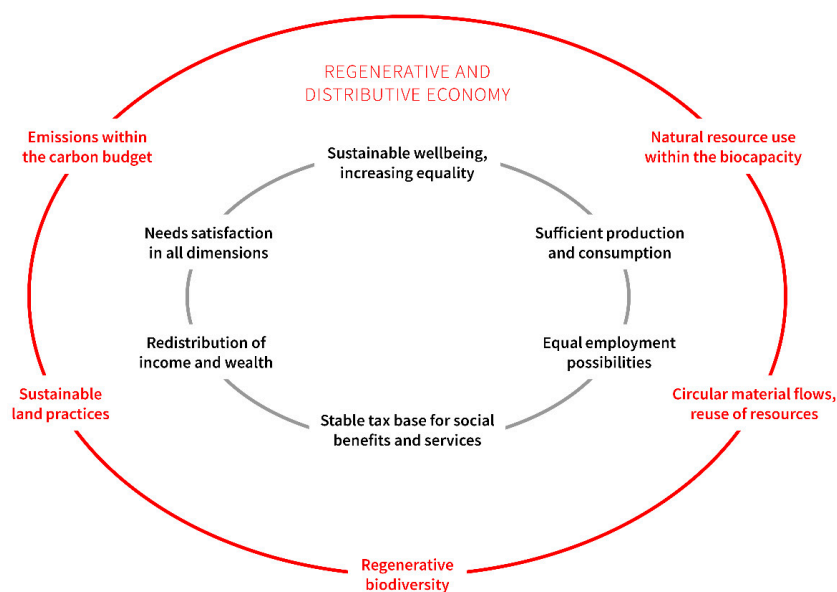 REGENERATIVE AND
DISTRIBUTIVE ECONOMY
Emissions within
the carbon budget
Natural resource use
within the biocapacity
Sustainable wellbeing,
increasing equality
Needs satisfaction
in all dimensions
Sufficient production
and consumption
Redistribution of
income and wealth
Equal employment
possibilities
Sustainable
land practices
Circular material flows,
reuse of resources
Stable tax base for social
benefits and services
Regenerative
biodiversity